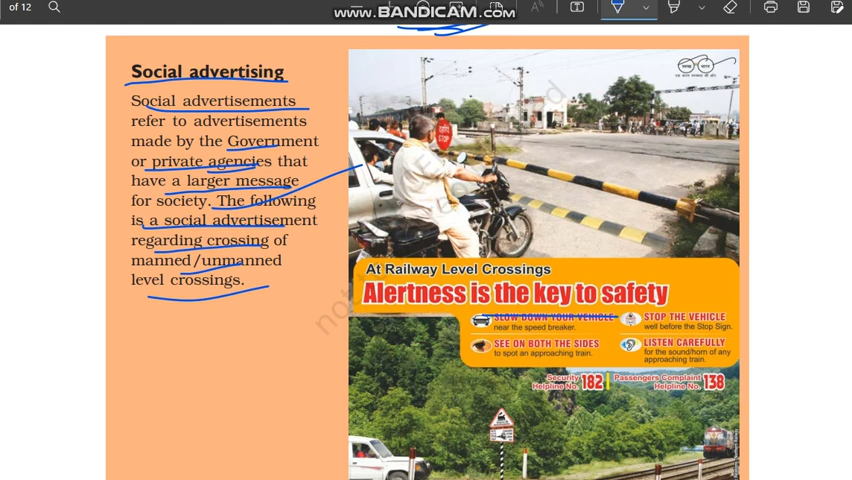 of 12
www.BANDICAM.com
Social advertising
Social advertisements
refer to advertisements
made by the Government
or private agencies that
have a larger message
for society. The following
is a social advertisement
regarding crossing of
manned/unmanned
level crossings.
STOP
At Railway Level Crossings
Alertness is the key to safety
SLOW DOWN YOUR VEHICLE
near the speed breaker.
STOP THE VEHICLE
well before the Stop Sign.
SEE ON BOTH THE SIDES
to spot an approaching train.
LISTEN CAREFULLY
for the sound/horn of any
approaching train.
Security
Helpline No. 182
Passengers Complaint
Helpline No. 138